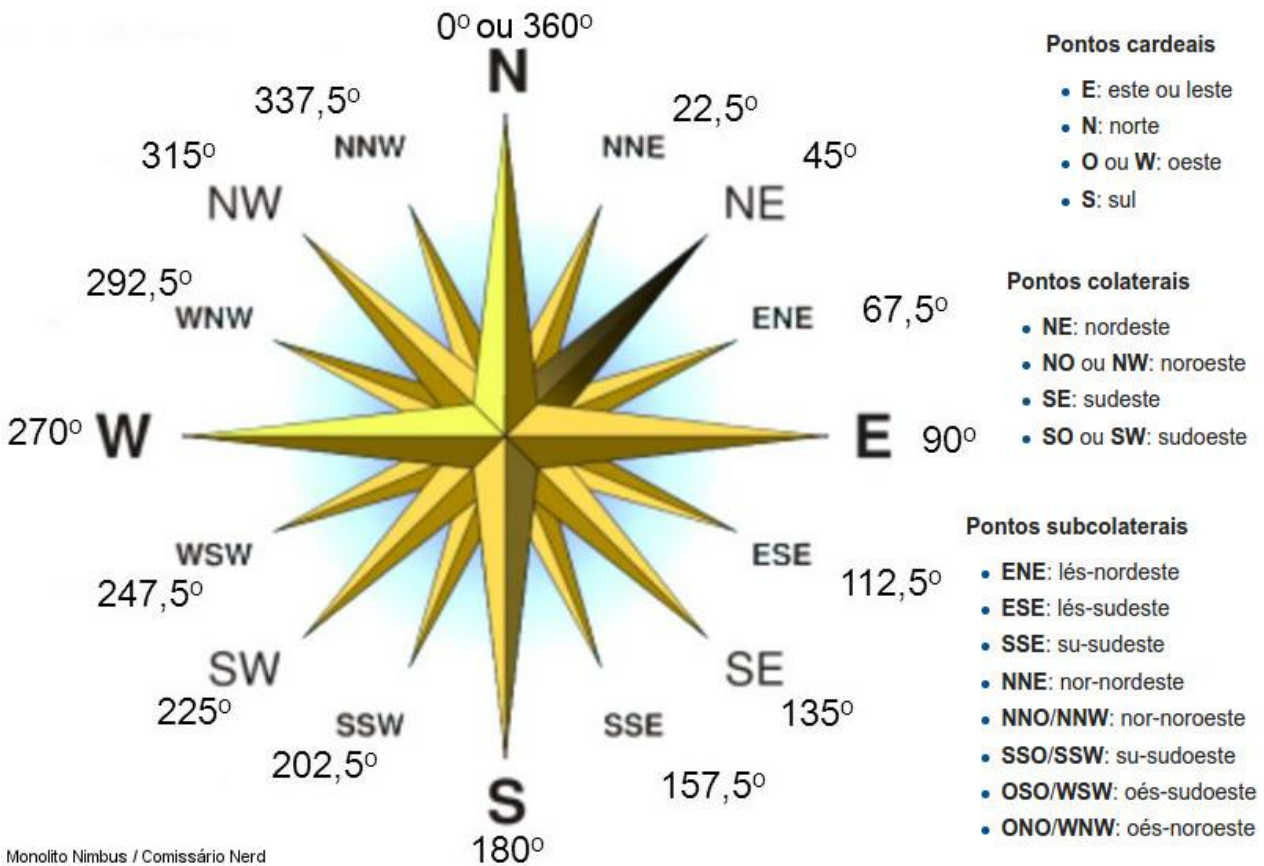 0º ou 360º
N
337,5º
NNW
22,5º
NNE
315º
NW
45º
NE
292,5º
WNW
67,5º
ENE
270º
W
E
90º
WSW
247,5º
ESE
112,5º
SW
225º
SE
135º
SSW
202,5º
SSE
157,5º
S
180º
Monolito Nimbus / Comissário Nerd
Pontos cardeais
• E: este ou leste
• N: norte
• O ou W: oeste
• S: sul
Pontos colaterais
• NE: nordeste
• NO ou NW: noroeste
• SE: sudeste
• SO ou SW: sudoeste
Pontos subcolaterais
• ENE: lés-nordeste
• ESE: lés-sudeste
• SSE: su-sudeste
• NNE: nor-nordeste
• NNO/NNW: nor-noroeste
• SSO/SSW: su-sudoeste
• OSO/WSW: oés-sudoeste
• ONO/WNW: oés-noroeste